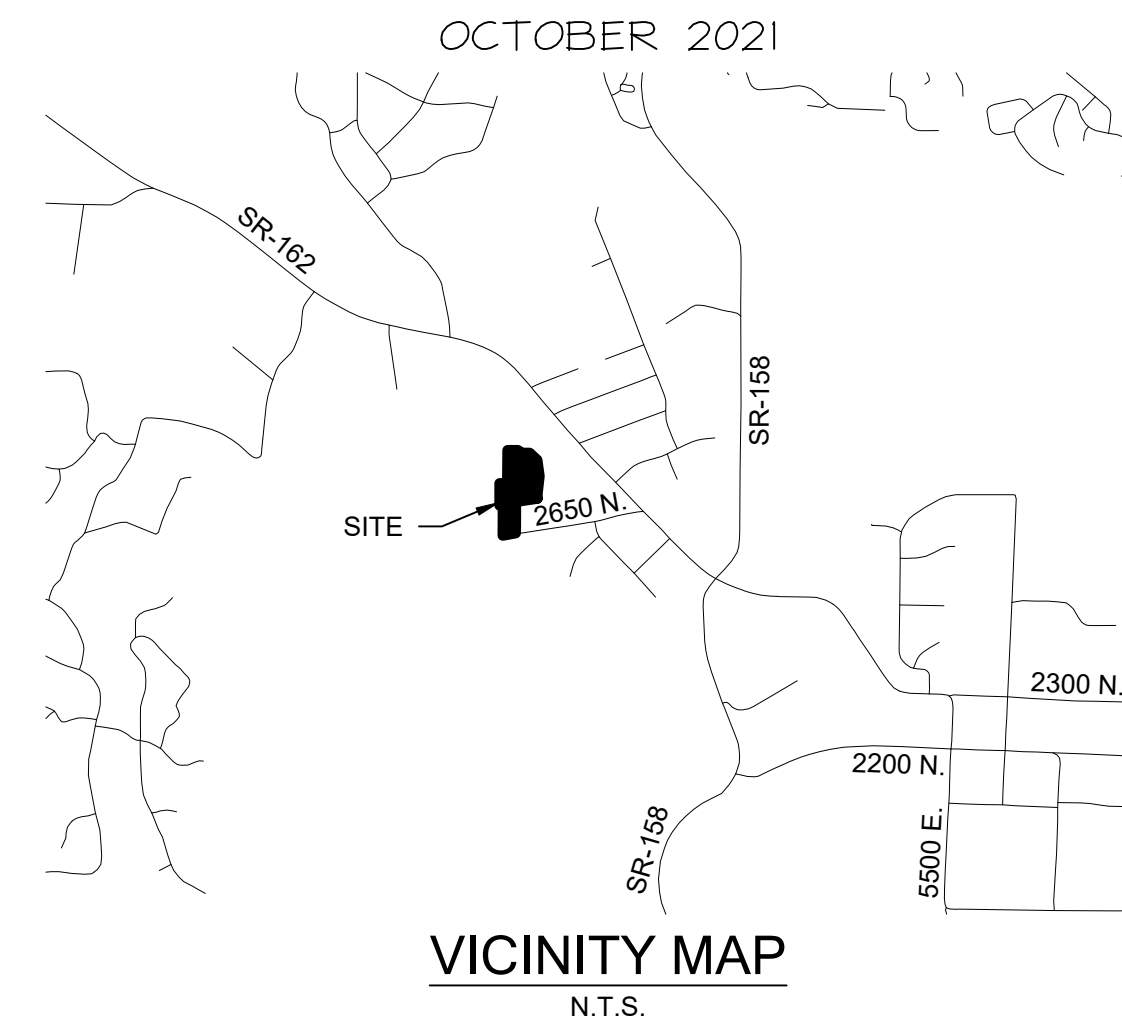 OCTOBER 2021
SR-162
SR-158
2650 N.
SITE
2300 N.
2200 N.
SR-158
5500 E.
VICINITY MAP
N.T.S.